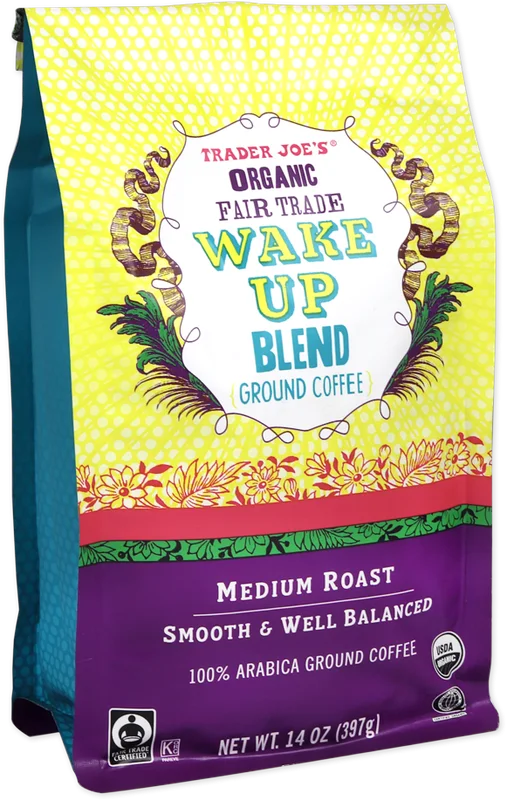 TRADER JOE'S®
ORGANIC
FAIR TRADE
WAKE
UP
BLEND
{GROUND COFFEE}
MEDIUM ROAST
SMOOTH & WELL BALANCED
100% ARABICA GROUND COFFEE
USDA
ORGANIC
FAIR TRADE
CERTIFIED
K
NET WT. 14 OZ (397g)